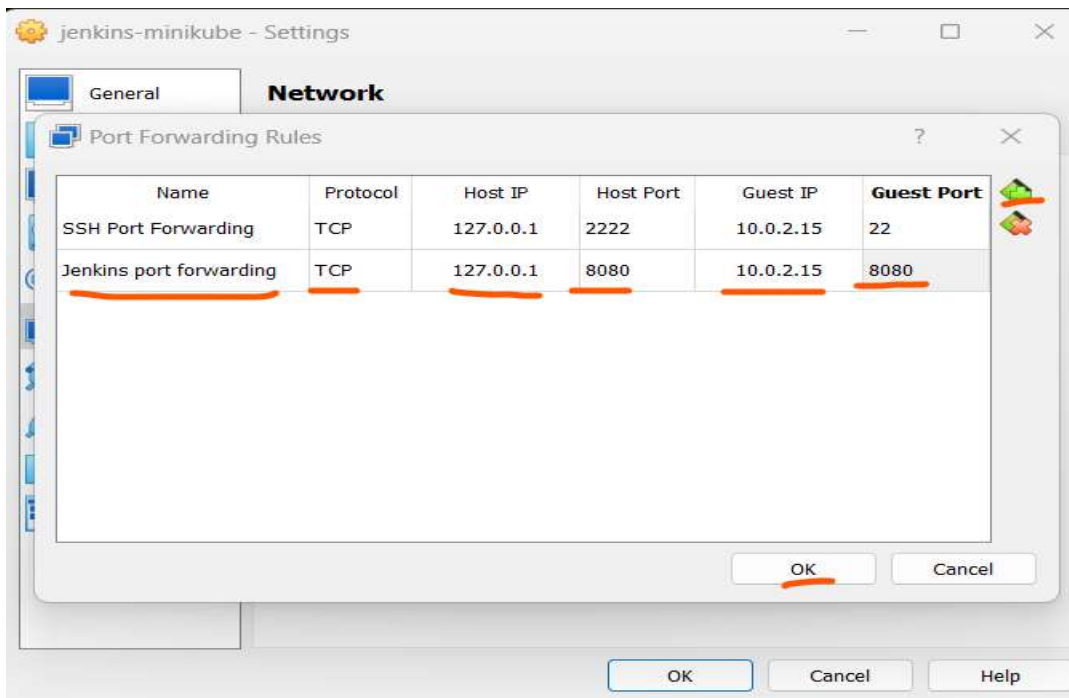 jenkins-minikube - Settings
General
Network
Port Forwarding Rules
?
Name Protocol Host IP Host Port Guest IP Guest Port
SSH Port Forwarding TCP 127.0.0.1 2222 10.0.2.15 22
Jenkins port forwarding TCP 127.0.0.1 8080 10.0.2.15 8080
OK Cancel
OK Cancel Help